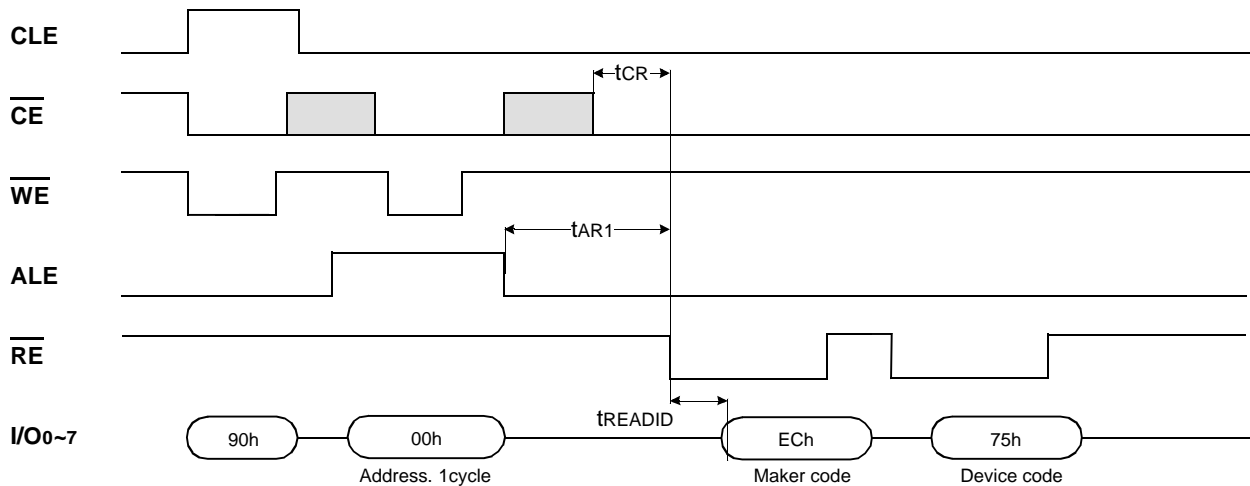 CLE
tCR
CE
WE
tAR1
ALE
RE
tREADID
I/O0~7
90h
00h
ECh
75h
Address. 1cycle
Maker code
Device code